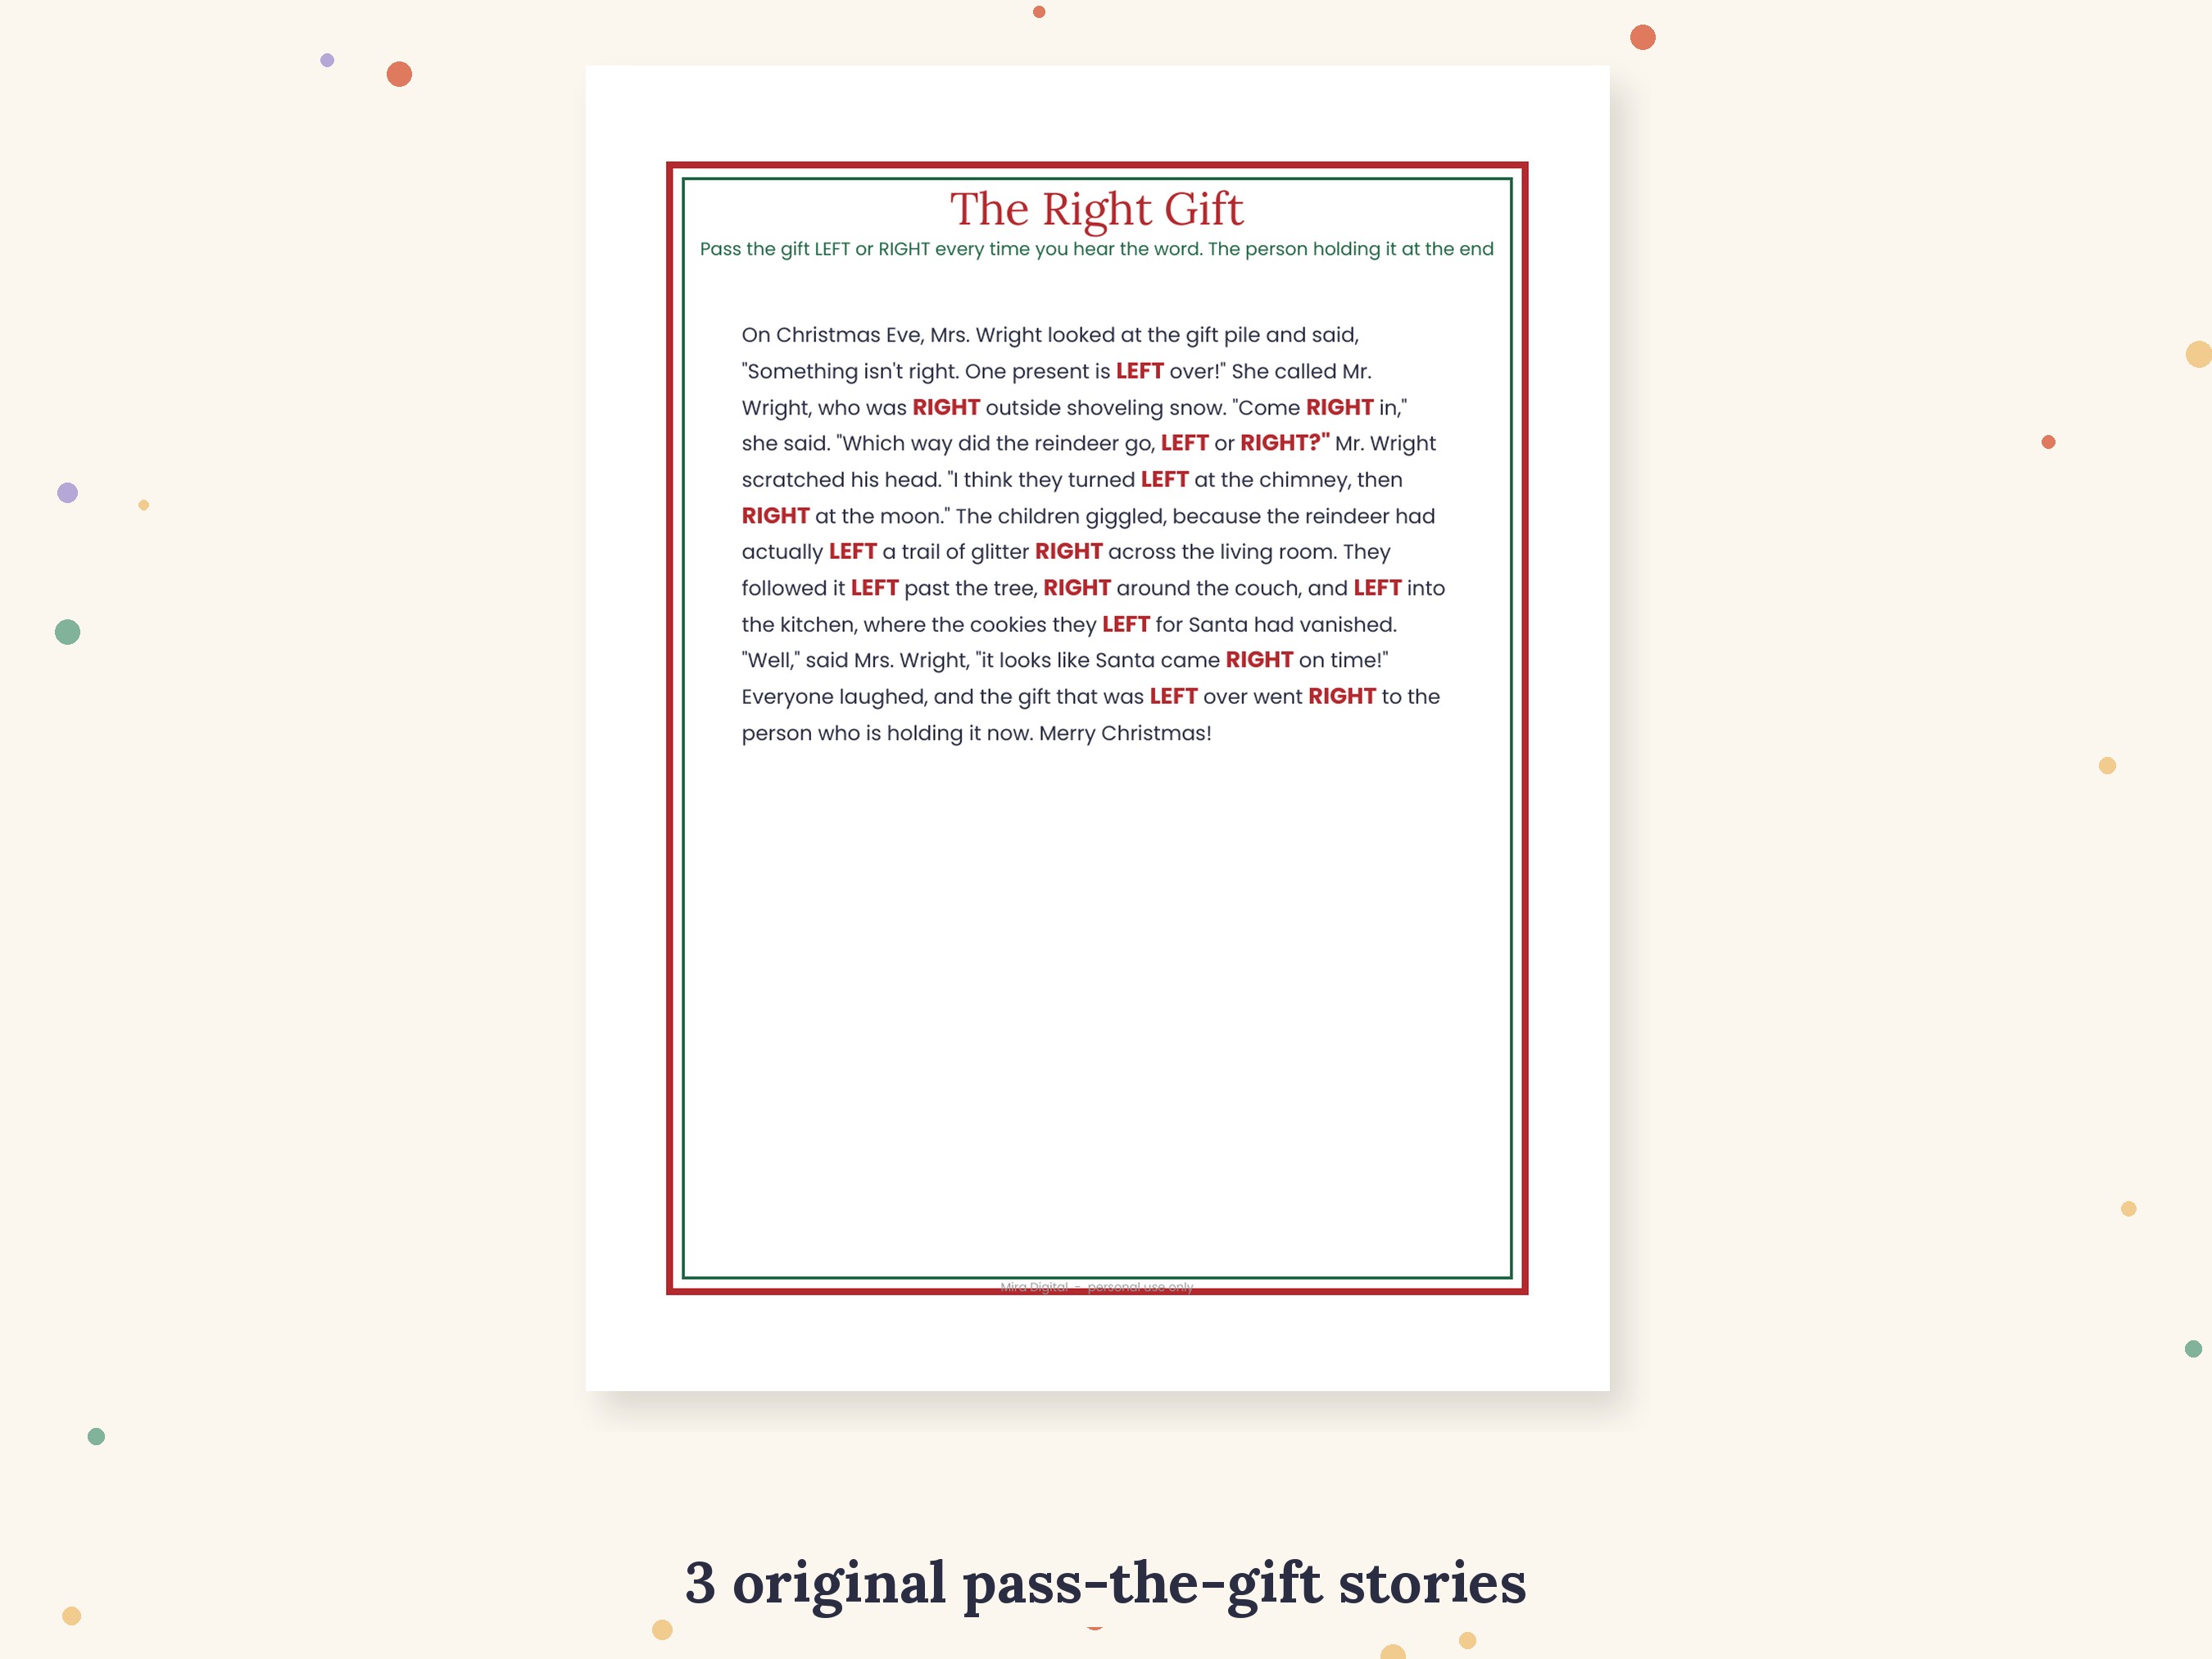 The Right Gift
Pass the gift LEFT or RIGHT every time you hear the word. The person holding it at the end
On Christmas Eve, Mrs. Wright looked at the gift pile and said,
"Something isn't right. One present is LEFT over!" She called Mr.
Wright, who was RIGHT outside shoveling snow. "Come RIGHT in,"
she said. "Which way did the reindeer go, LEFT or RIGHT?" Mr. Wright
scratched his head. "I think they turned LEFT at the chimney, then
RIGHT at the moon." The children giggled, because the reindeer had
actually LEFT a trail of glitter RIGHT across the living room. They
followed it LEFT past the tree, RIGHT around the couch, and LEFT into
the kitchen, where the cookies they LEFT for Santa had vanished.
"Well," said Mrs. Wright, "it looks like Santa came RIGHT on time!"
Everyone laughed, and the gift that was LEFT over went RIGHT to the
person who is holding it now. Merry Christmas!
Mira Digital - personal use only
3 original pass-the-gift stories